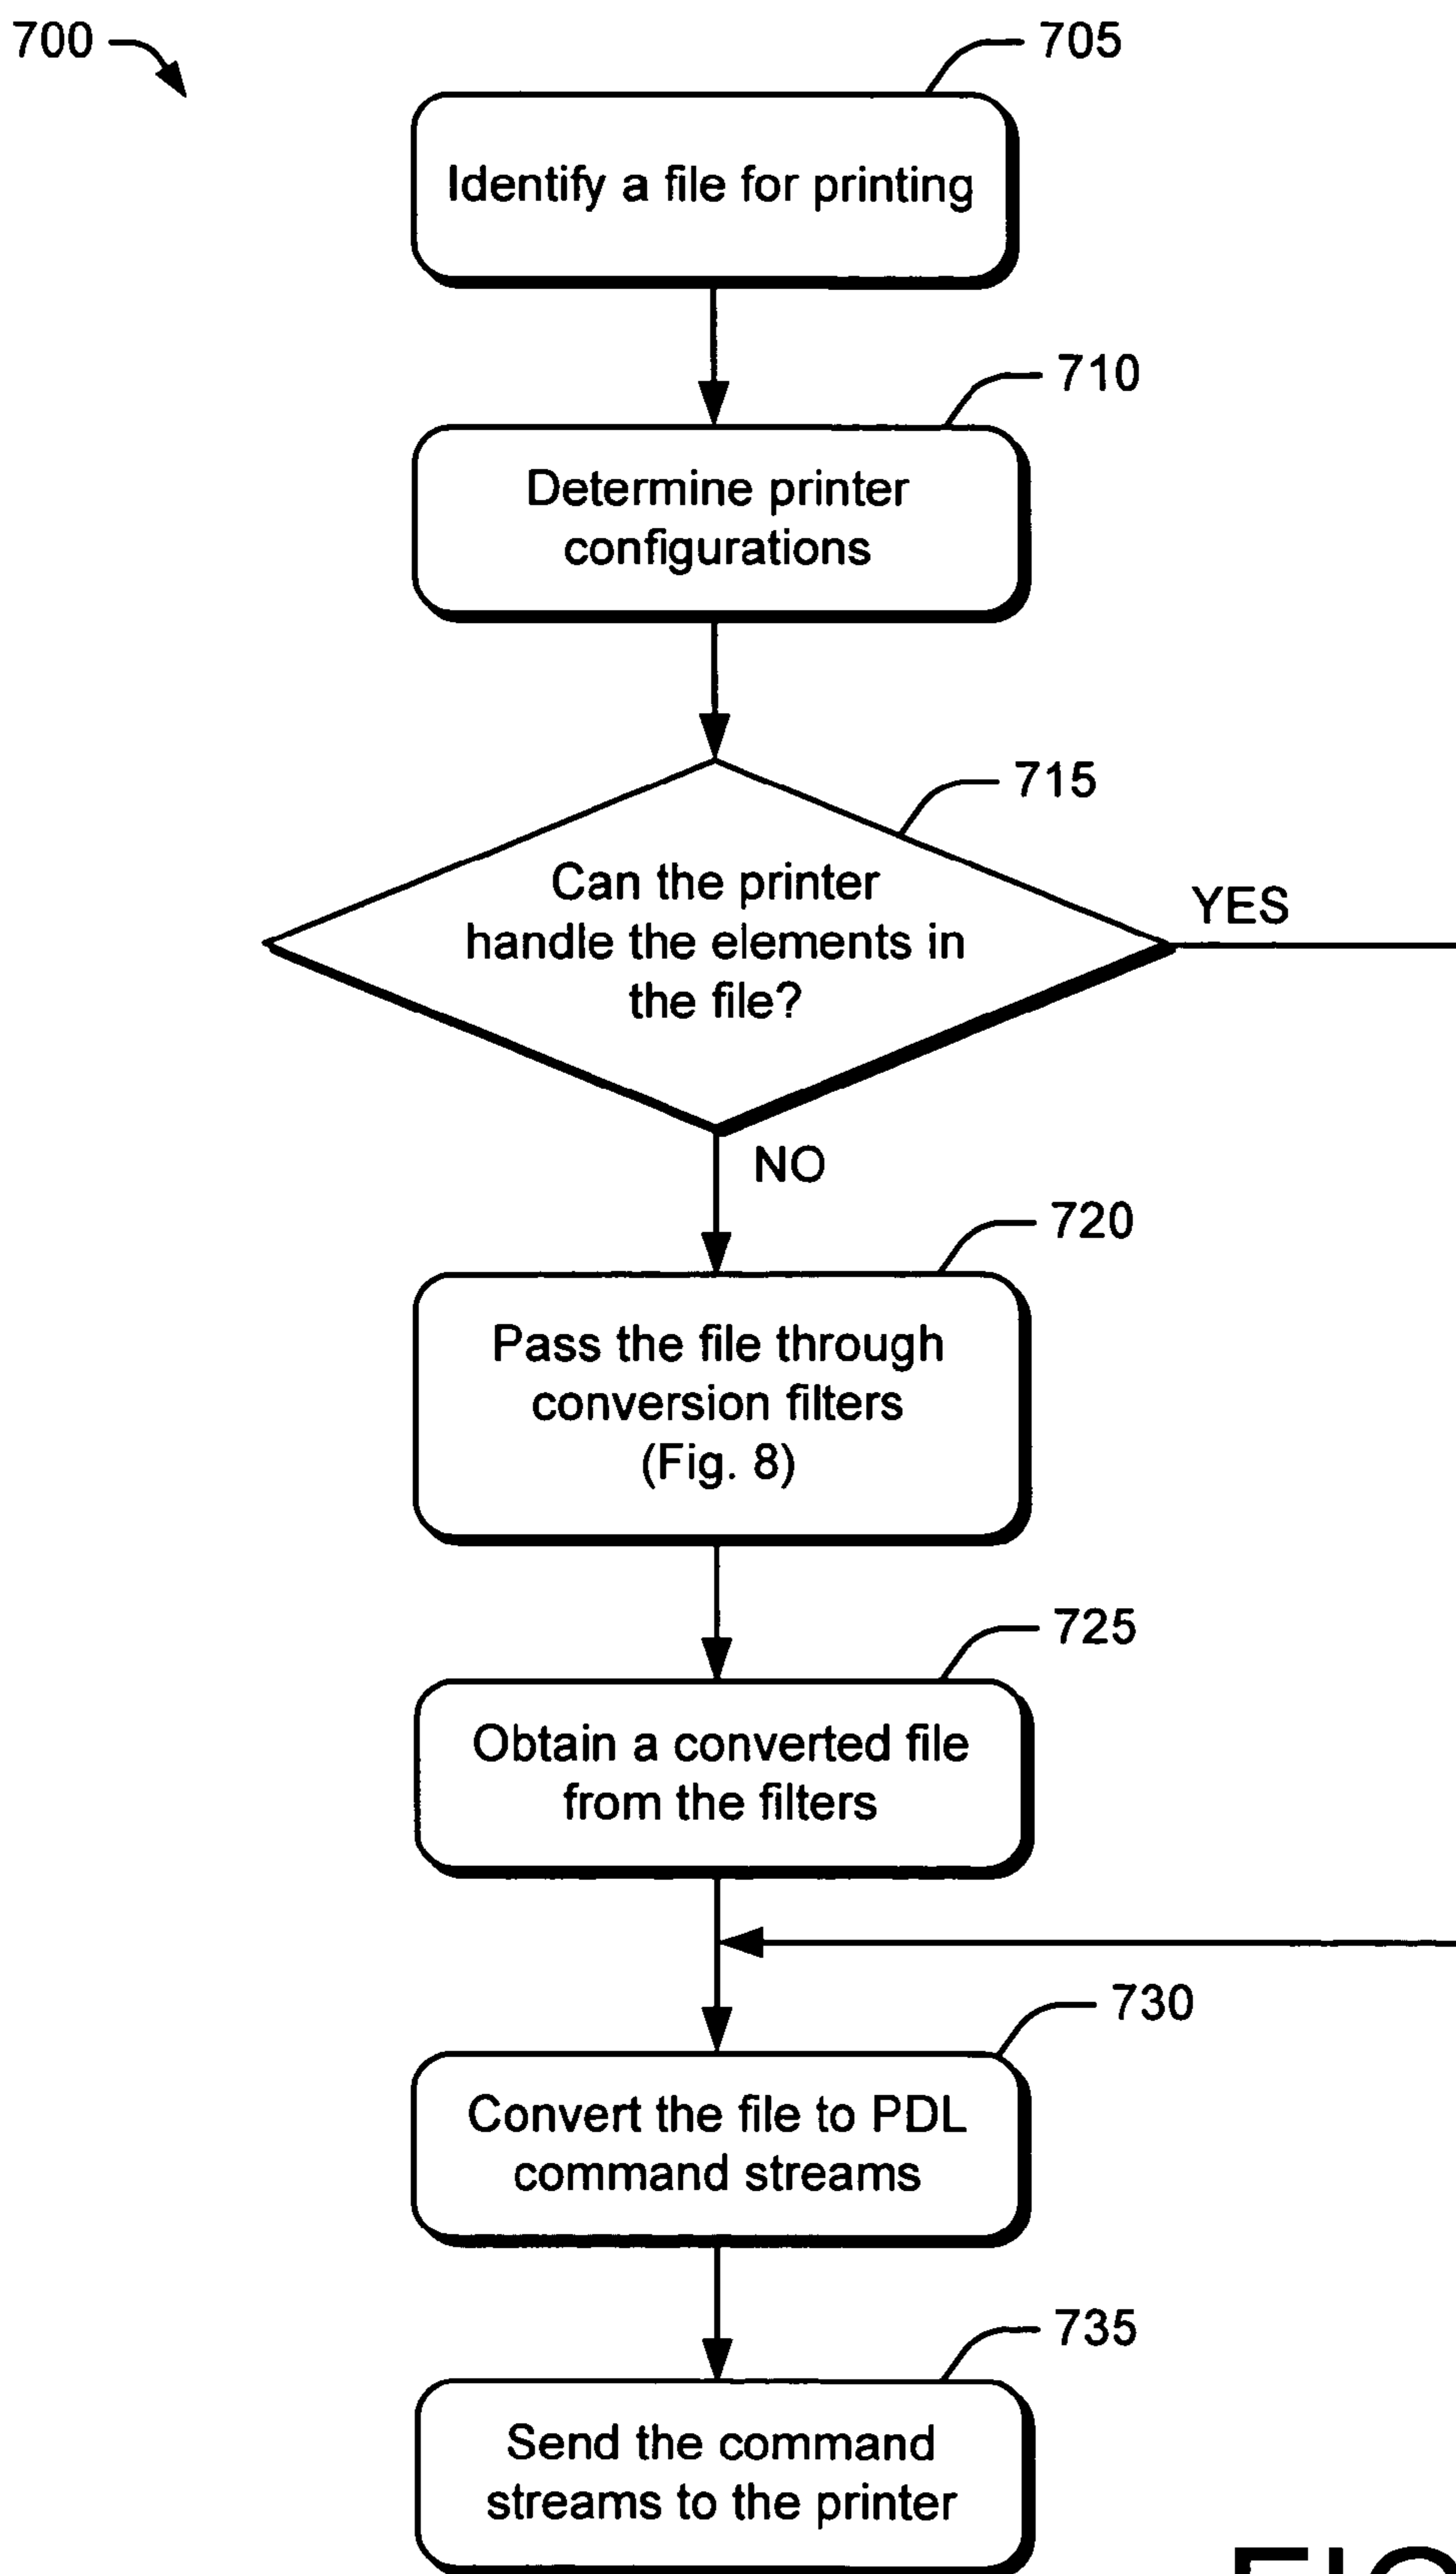 700
705
Identify a file for printing
710
Determine printer
configurations
715
Can the printer
handle the elements in
the file?
YES
NO
720
Pass the file through
conversion filters
(Fig. 8)
725
Obtain a converted file
from the filters
730
Convert the file to PDL
command streams
735
Send the command
streams to the printer